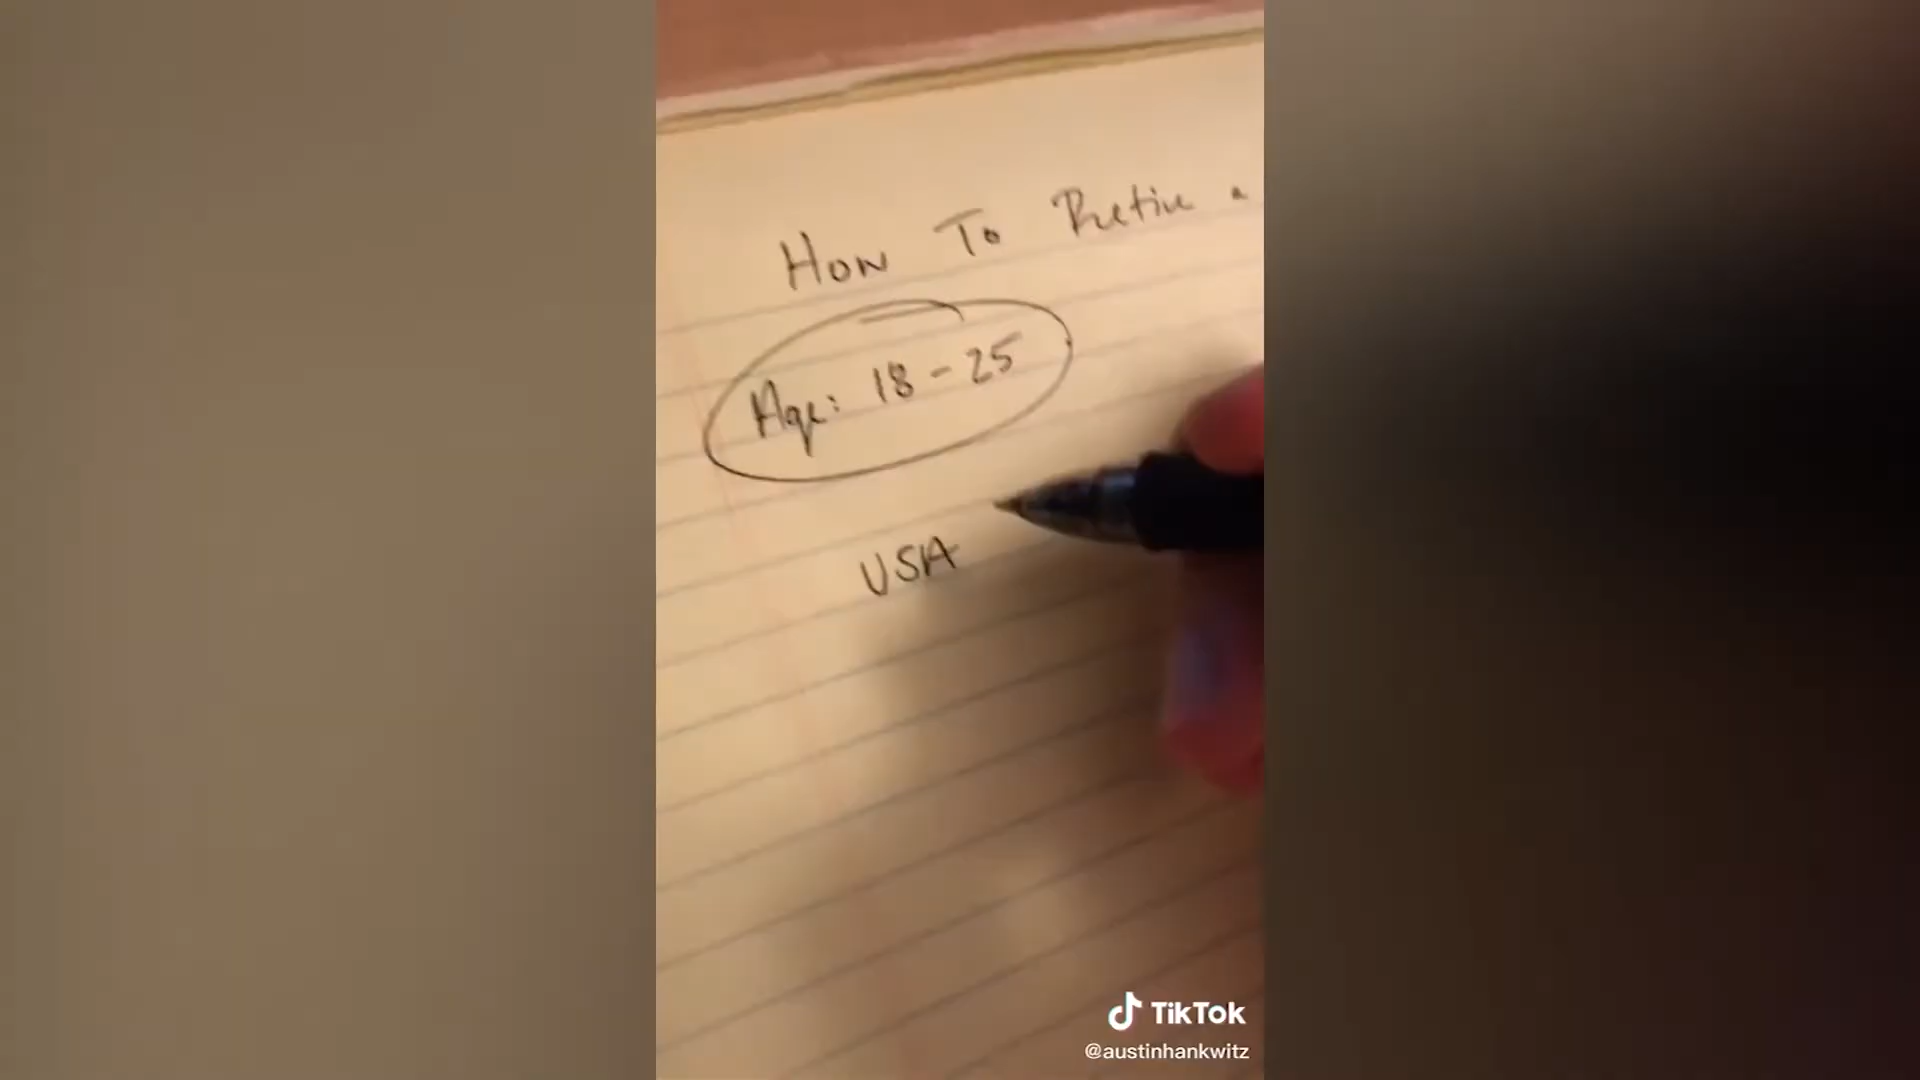 How To Retire a
Age: 18-25
USA
TikTok
@austinhankwitz